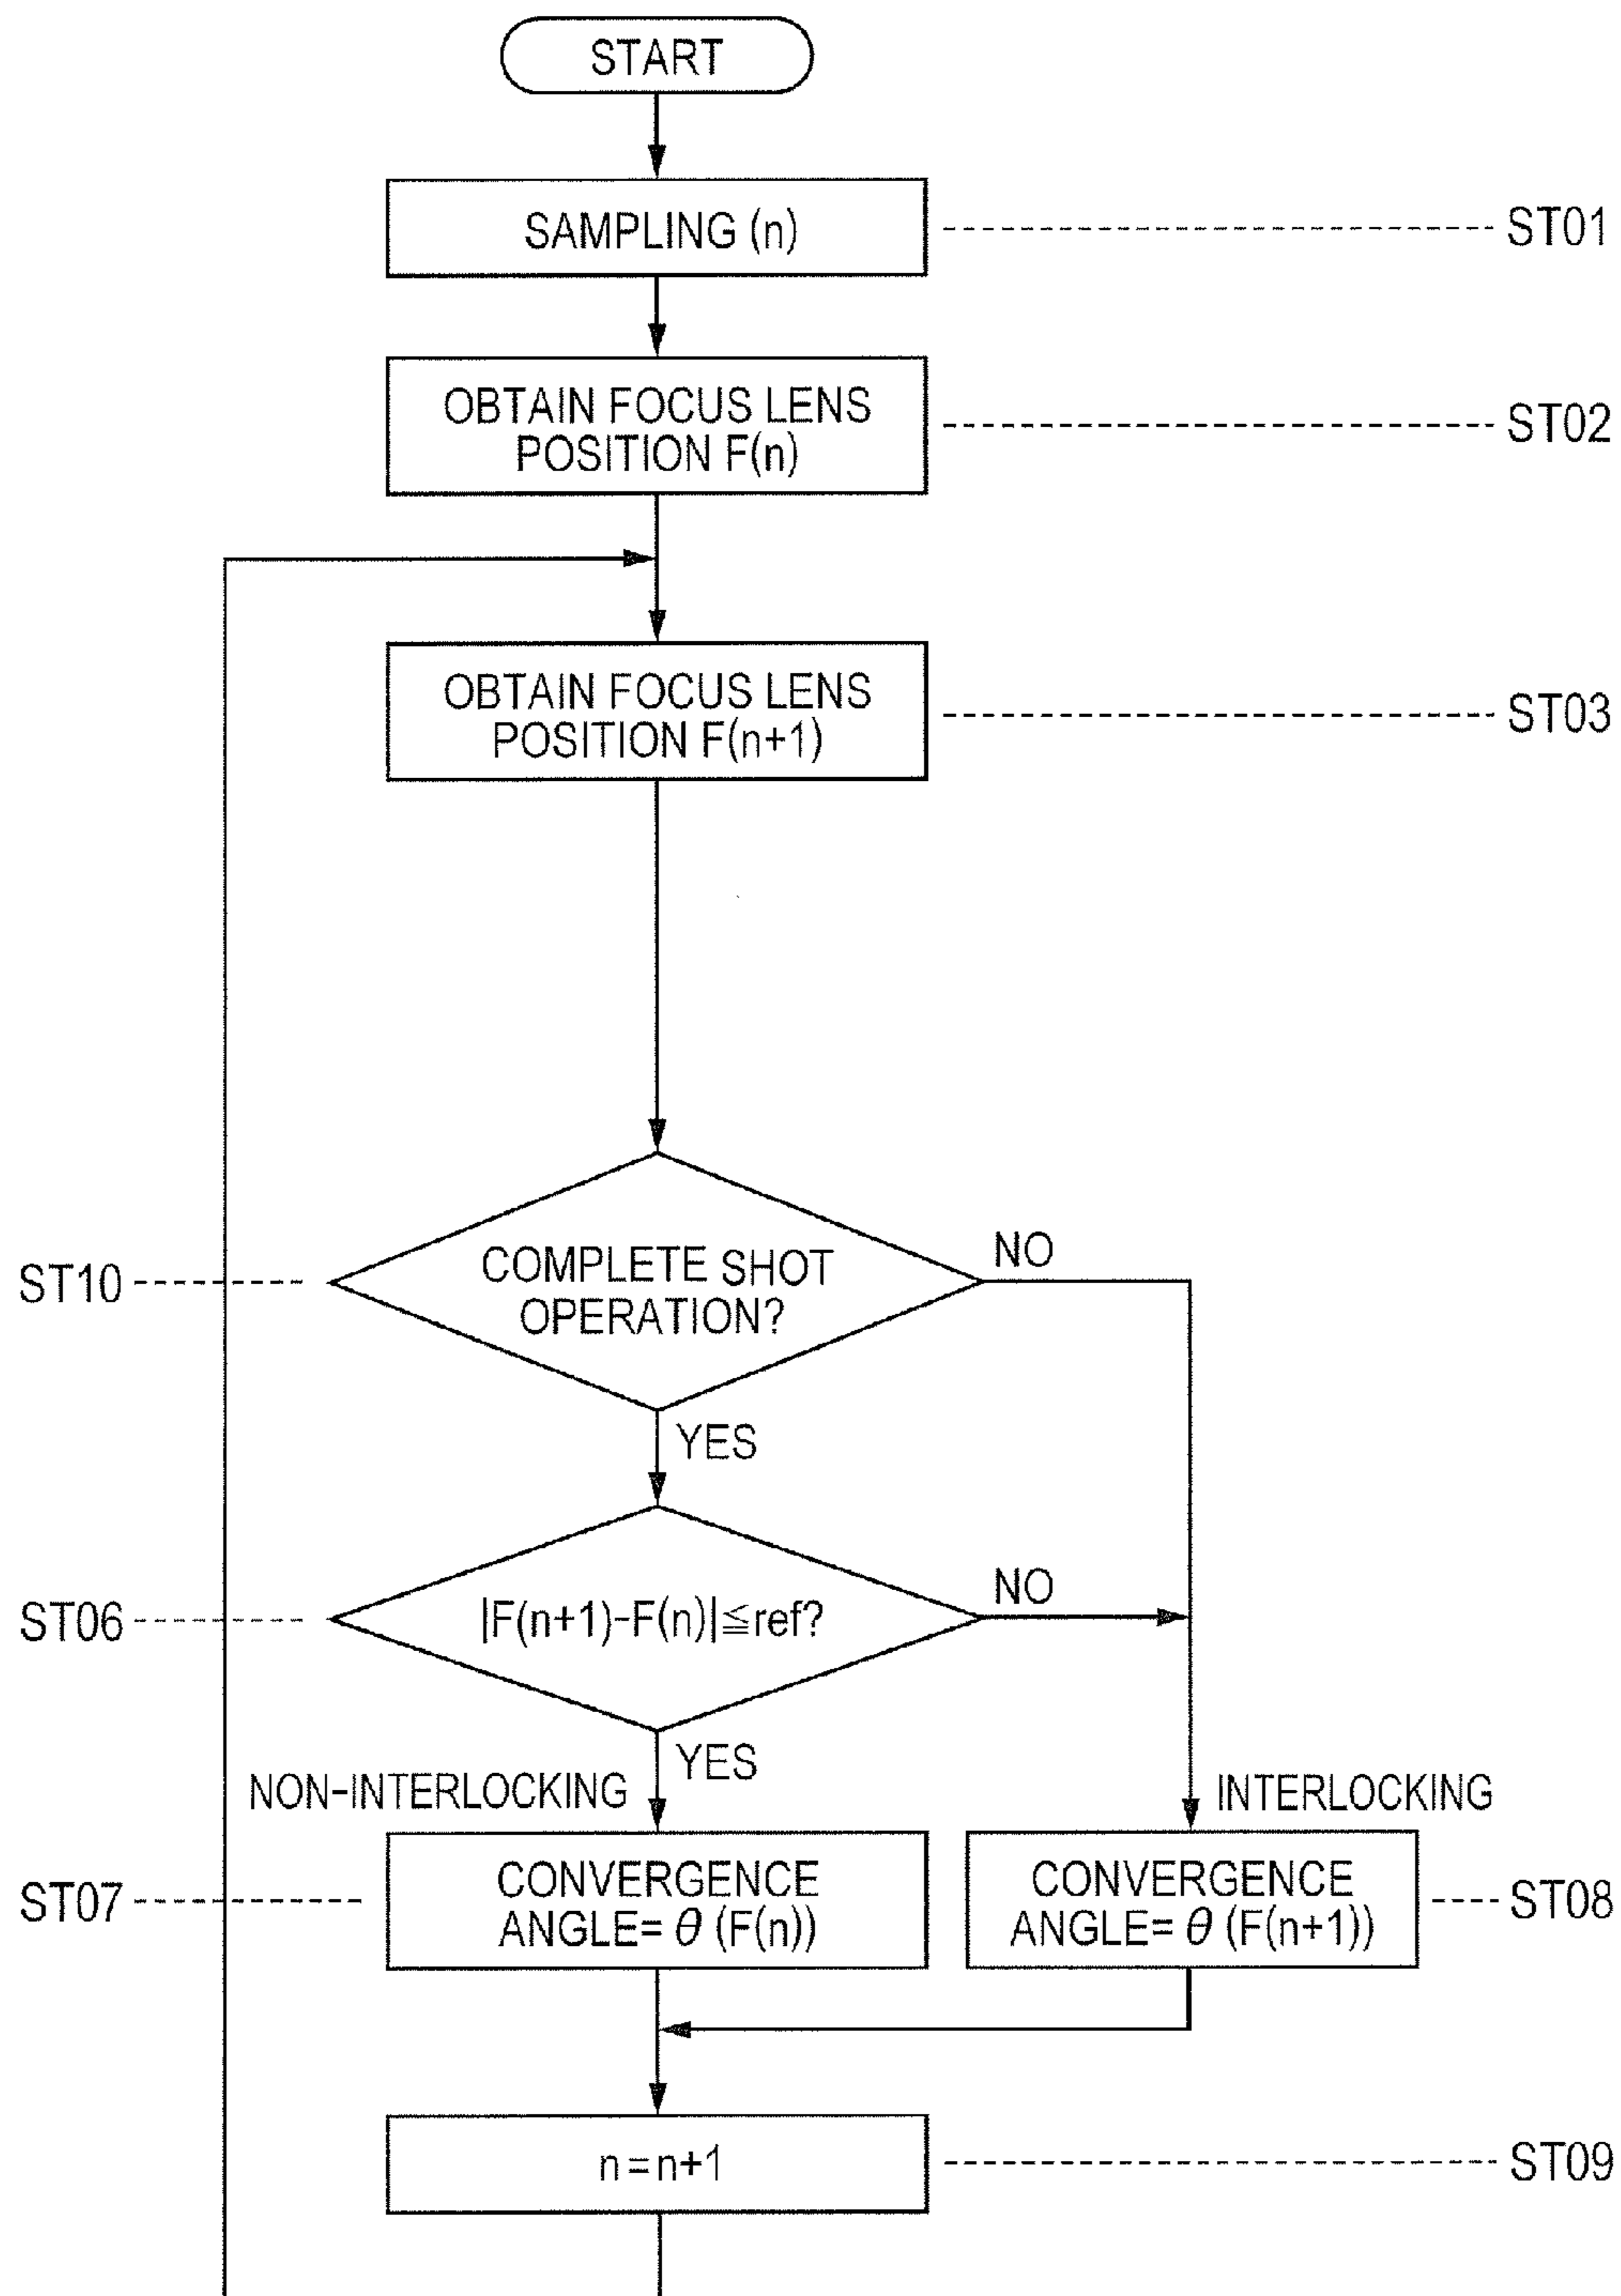 START
SAMPLING (n)
ST01
OBTAIN FOCUS LENS
POSITION F(n)
ST02
OBTAIN FOCUS LENS
POSITION F(n+1)
ST03
ST10
COMPLETE SHOT
OPERATION?
NO
YES
ST06
|F(n+1)-F(n)|≦ref?
NO
YES
NON-INTERLOCKING
INTERLOCKING
ST07
CONVERGENCE
ANGLE= θ (F(n))
CONVERGENCE
ANGLE= θ (F(n+1))
ST08
n=n+1
ST09